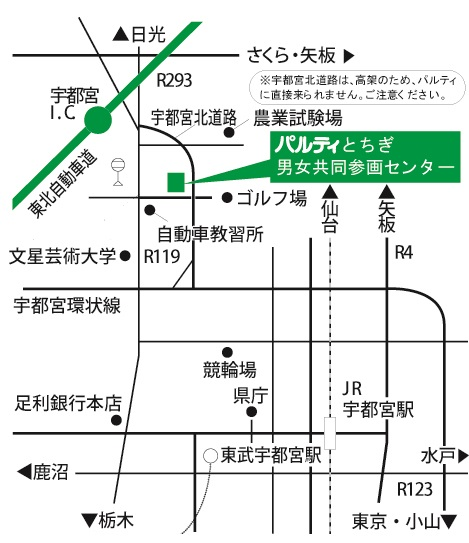 ▲日光
さくら・矢板▶
R293
※宇都宮北道路は、高架のため、パルティ
に直接来られません。ご注意ください。
宇都宮
I.C
宇都宮北道路
農業試験場
パルティとちぎ
男女共同参画センター
東北自動車道
ゴルフ場
▲仙台
▲矢板
自動車教習所
文星芸術大学
R119
R4
宇都宮環状線
競輪場
足利銀行本店
県庁
JR
宇都宮駅
東武宇都宮駅
水戸▶
◀鹿沼
R123
▼栃木
東京・小山▼